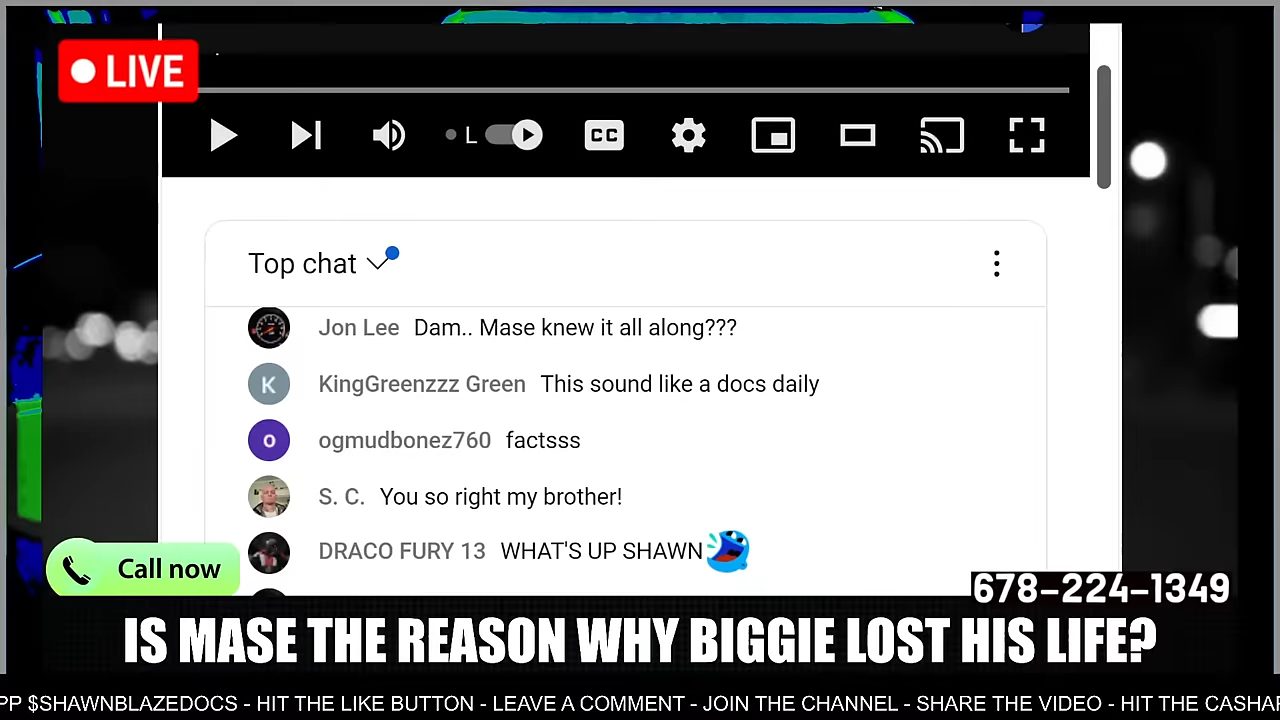 LIVE
L
CC
Top chat
Jon Lee Dam.. Mase knew it all along???
K KingGreenzzz Green This sound like a docs daily
o ogmudbonez760 factsss
S. C. You so right my brother!
DRACO FURY 13 WHAT'S UP SHAWN
Call now
678-224-1349
IS MASE THE REASON WHY BIGGIE LOST HIS LIFE?
PP $SHAWNBLAZEDOCS - HIT THE LIKE BUTTON - LEAVE A COMMENT - JOIN THE CHANNEL - SHARE THE VIDEO - HIT THE CASHA